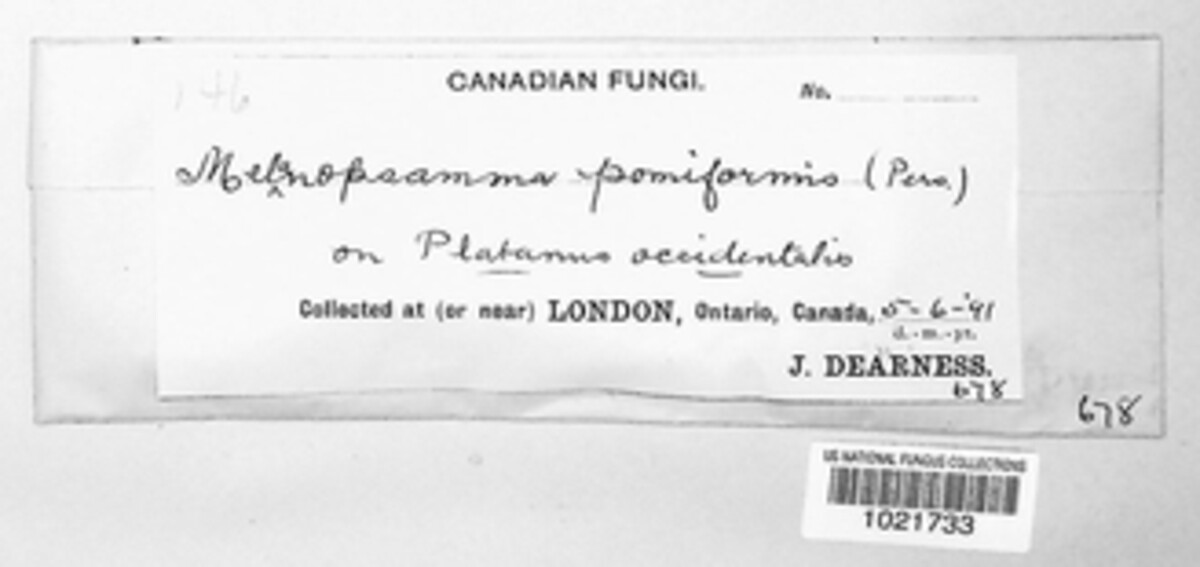 146
CANADIAN FUNGI.
No.
Melanopsamma pomiformis (Pers.)
on Platanus occidentalis
Collected at (or near) LONDON, Ontario, Canada, 5-6-'91
d.-m.-yr.
J. DEARNESS.
678
678
US NATIONAL FUNGUS COLLECTIONS
1021733